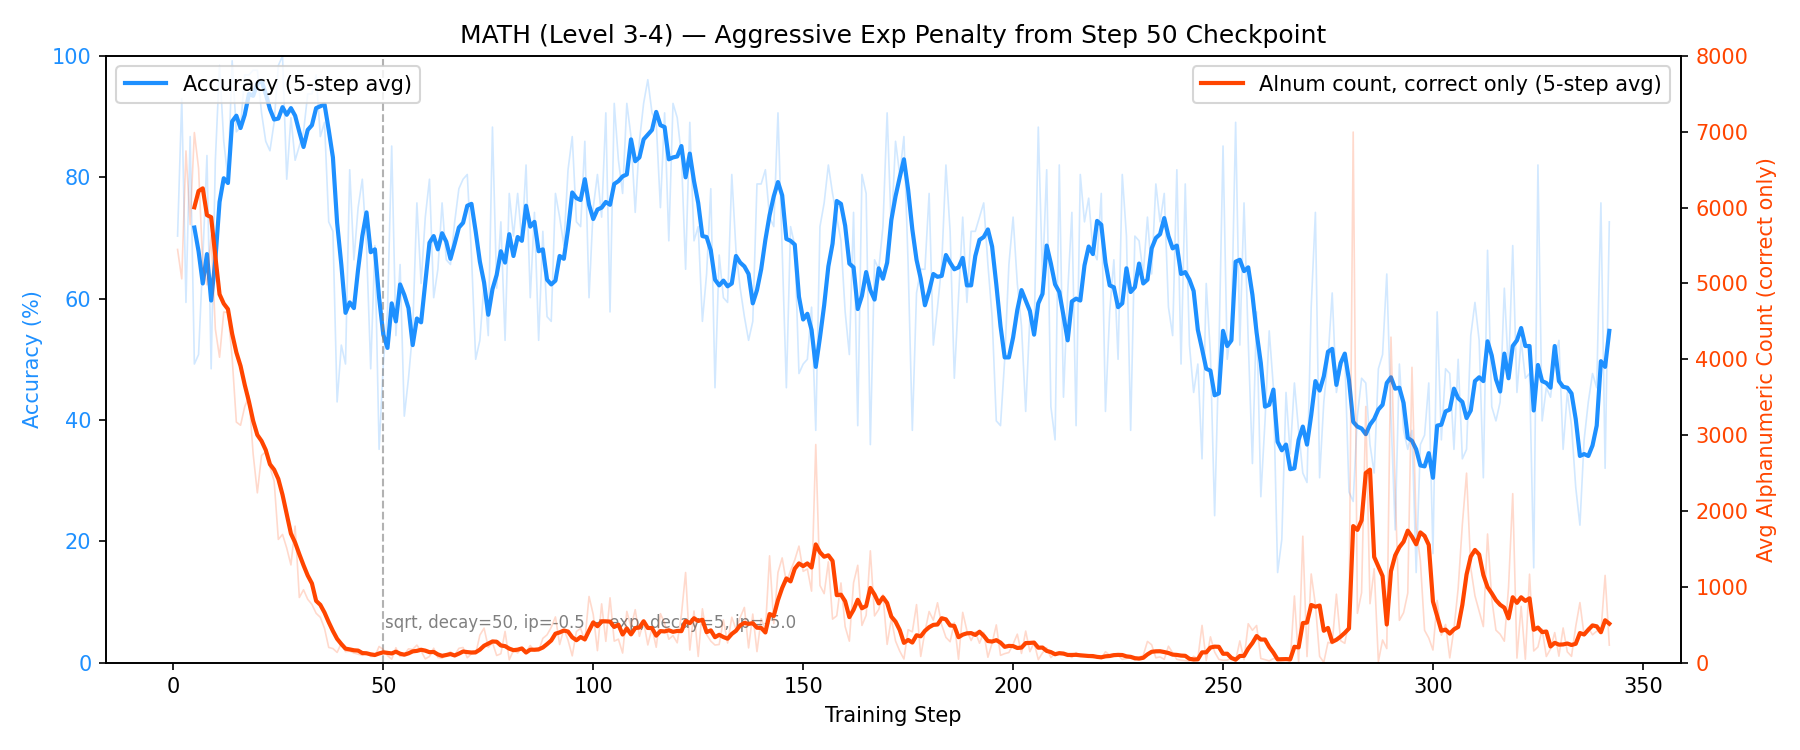 MATH (Level 3-4) — Aggressive Exp Penalty from Step 50 Checkpoint
Accuracy (5-step avg)
Alnum count, correct only (5-step avg)
100
80
60
40
20
0
Accuracy (%)
8000
7000
6000
5000
4000
3000
2000
1000
0
Avg Alphanumeric Count (correct only)
sqrt, decay=50, ip=-0.5
exp, decay=5, ip=-5.0
0
50
100
150
200
250
300
350
Training Step